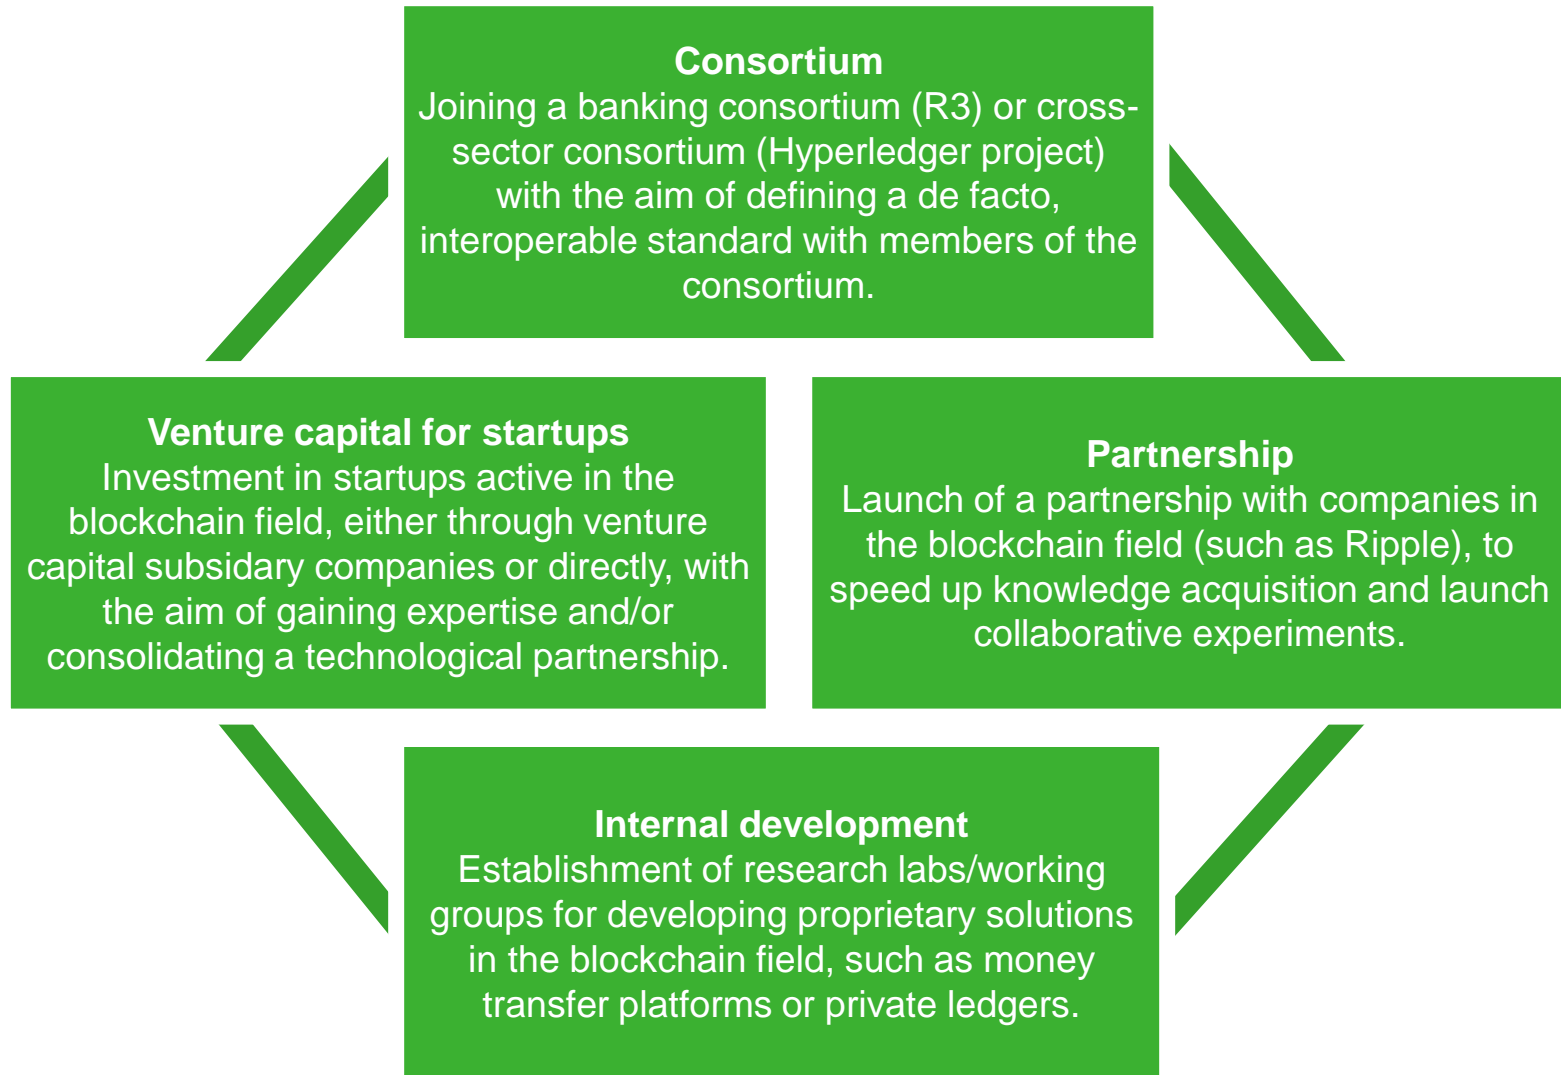 Consortium
Joining a banking consortium (R3) or cross-
sector consortium (Hyperledger project)
with the aim of defining a de facto,
interoperable standard with members of the
consortium.
Venture capital for startups
Investment in startups active in the
blockchain field, either through venture
capital subsidary companies or directly, with
the aim of gaining expertise and/or
consolidating a technological partnership.
Partnership
Launch of a partnership with companies in
the blockchain field (such as Ripple), to
speed up knowledge acquisition and launch
collaborative experiments.
Internal development
Establishment of research labs/working
groups for developing proprietary solutions
in the blockchain field, such as money
transfer platforms or private ledgers.